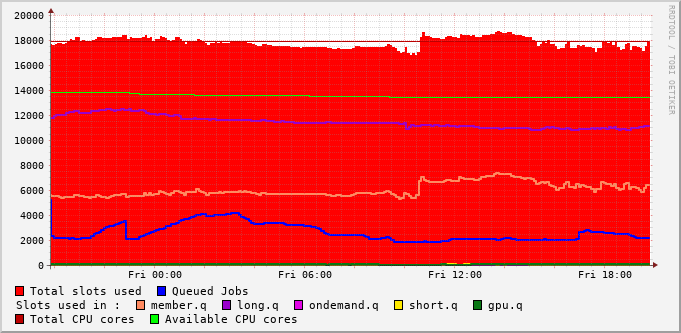 20000
18000
16000
14000
12000
10000
8000
6000
4000
2000
0
Fri 00:00 Fri 06:00 Fri 12:00 Fri 18:00
RRDTOOL / TOBI OETIKER
Total slots used Queued Jobs
Slots used in : member.q long.q ondemand.q short.q gpu.q
Total CPU cores Available CPU cores